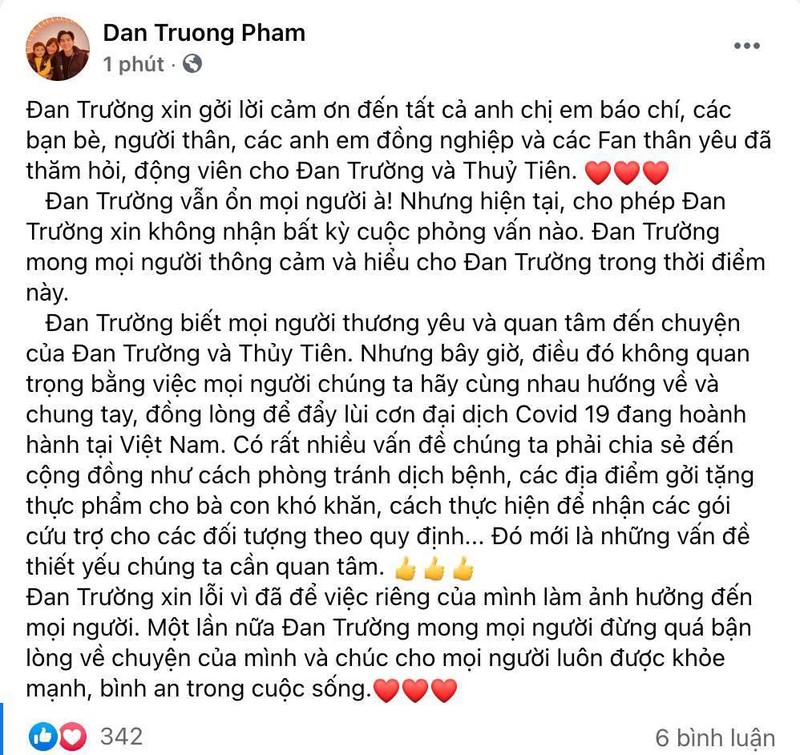 Dan Truong Pham
1 phút ·
Đan Trường xin gởi lời cảm ơn đến tất cả anh chị em báo chí, các
bạn bè, người thân, các anh em đồng nghiệp và các Fan thân yêu đã
thăm hỏi, động viên cho Đan Trường và Thuỷ Tiên. ❤️❤️❤️
Đan Trường vẫn ổn mọi người à! Nhưng hiện tại, cho phép Đan
Trường xin không nhận bất kỳ cuộc phỏng vấn nào. Đan Trường
mong mọi người thông cảm và hiểu cho Đan Trường trong thời điểm
này.
Đan Trường biết mọi người thương yêu và quan tâm đến chuyện
của Đan Trường và Thủy Tiên. Nhưng bây giờ, điều đó không quan
trọng bằng việc mọi người chúng ta hãy cùng nhau hướng về và
chung tay, đồng lòng để đẩy lùi cơn đại dịch Covid 19 đang hoành
hành tại Việt Nam. Có rất nhiều vấn đề chúng ta phải chia sẻ đến
cộng đồng như cách phòng tránh dịch bệnh, các địa điểm gởi tặng
thực phẩm cho bà con khó khăn, cách thực hiện để nhận các gói
cứu trợ cho các đối tượng theo quy định... Đó mới là những vấn đề
thiết yếu chúng ta cần quan tâm. 👍👍👍
Đan Trường xin lỗi vì đã để việc riêng của mình làm ảnh hưởng đến
mọi người. Một lần nữa Đan Trường mong mọi người đừng quá bận
lòng về chuyện của mình và chúc cho mọi người luôn được khỏe
mạnh, bình an trong cuộc sống.❤️❤️❤️
342
6 bình luận